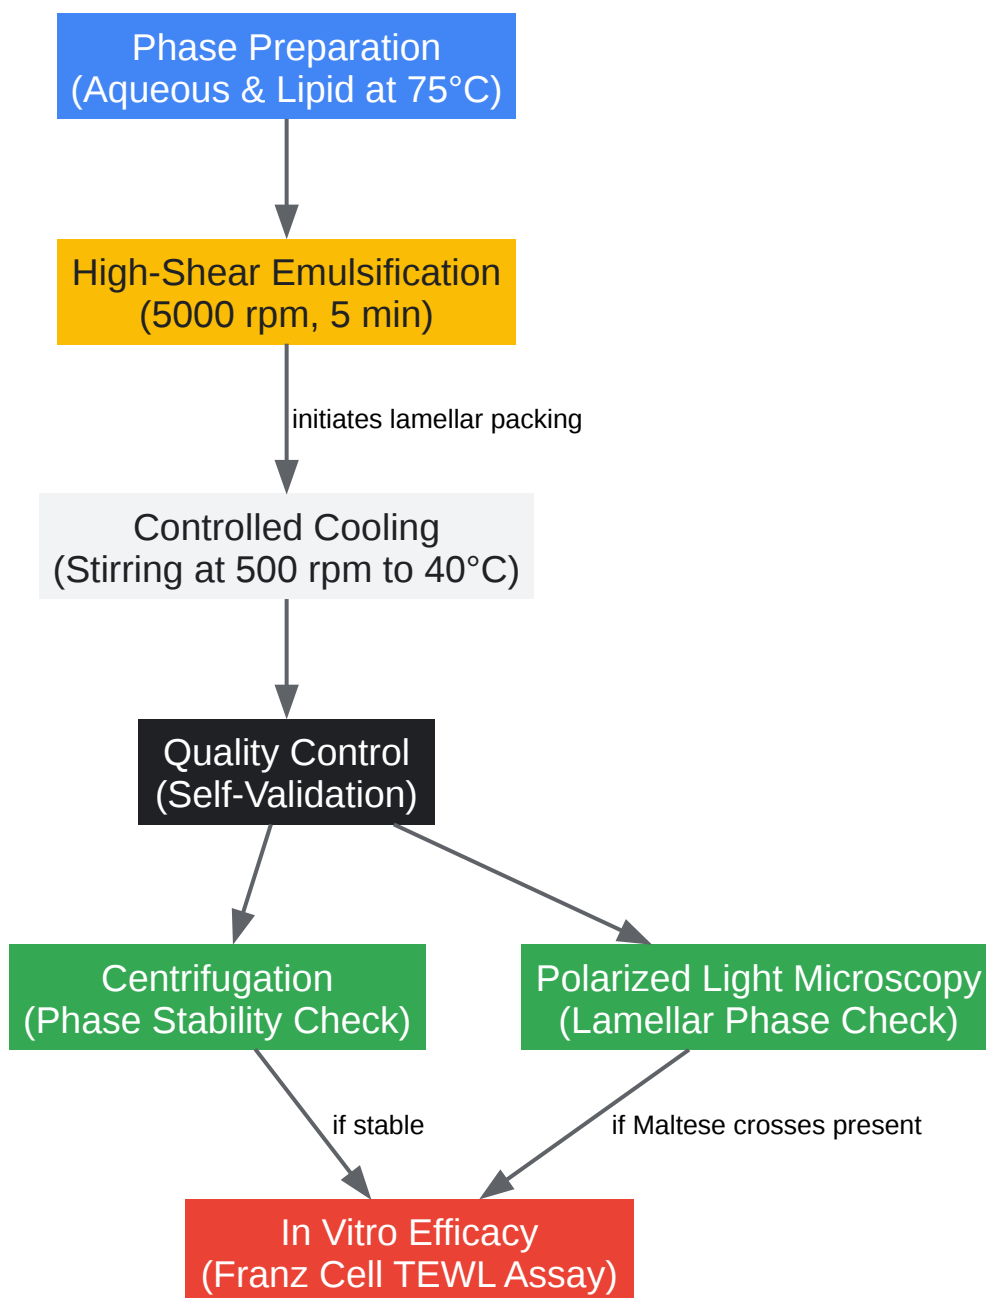 Phase Preparation
(Aqueous & Lipid at 75°C)
High-Shear Emulsification
(5000 rpm, 5 min)
initiates lamellar packing
Controlled Cooling
(Stirring at 500 rpm to 40°C)
Quality Control
(Self-Validation)
Centrifugation
(Phase Stability Check)
Polarized Light Microscopy
(Lamellar Phase Check)
if stable
if Maltese crosses present
In Vitro Efficacy
(Franz Cell TEWL Assay)